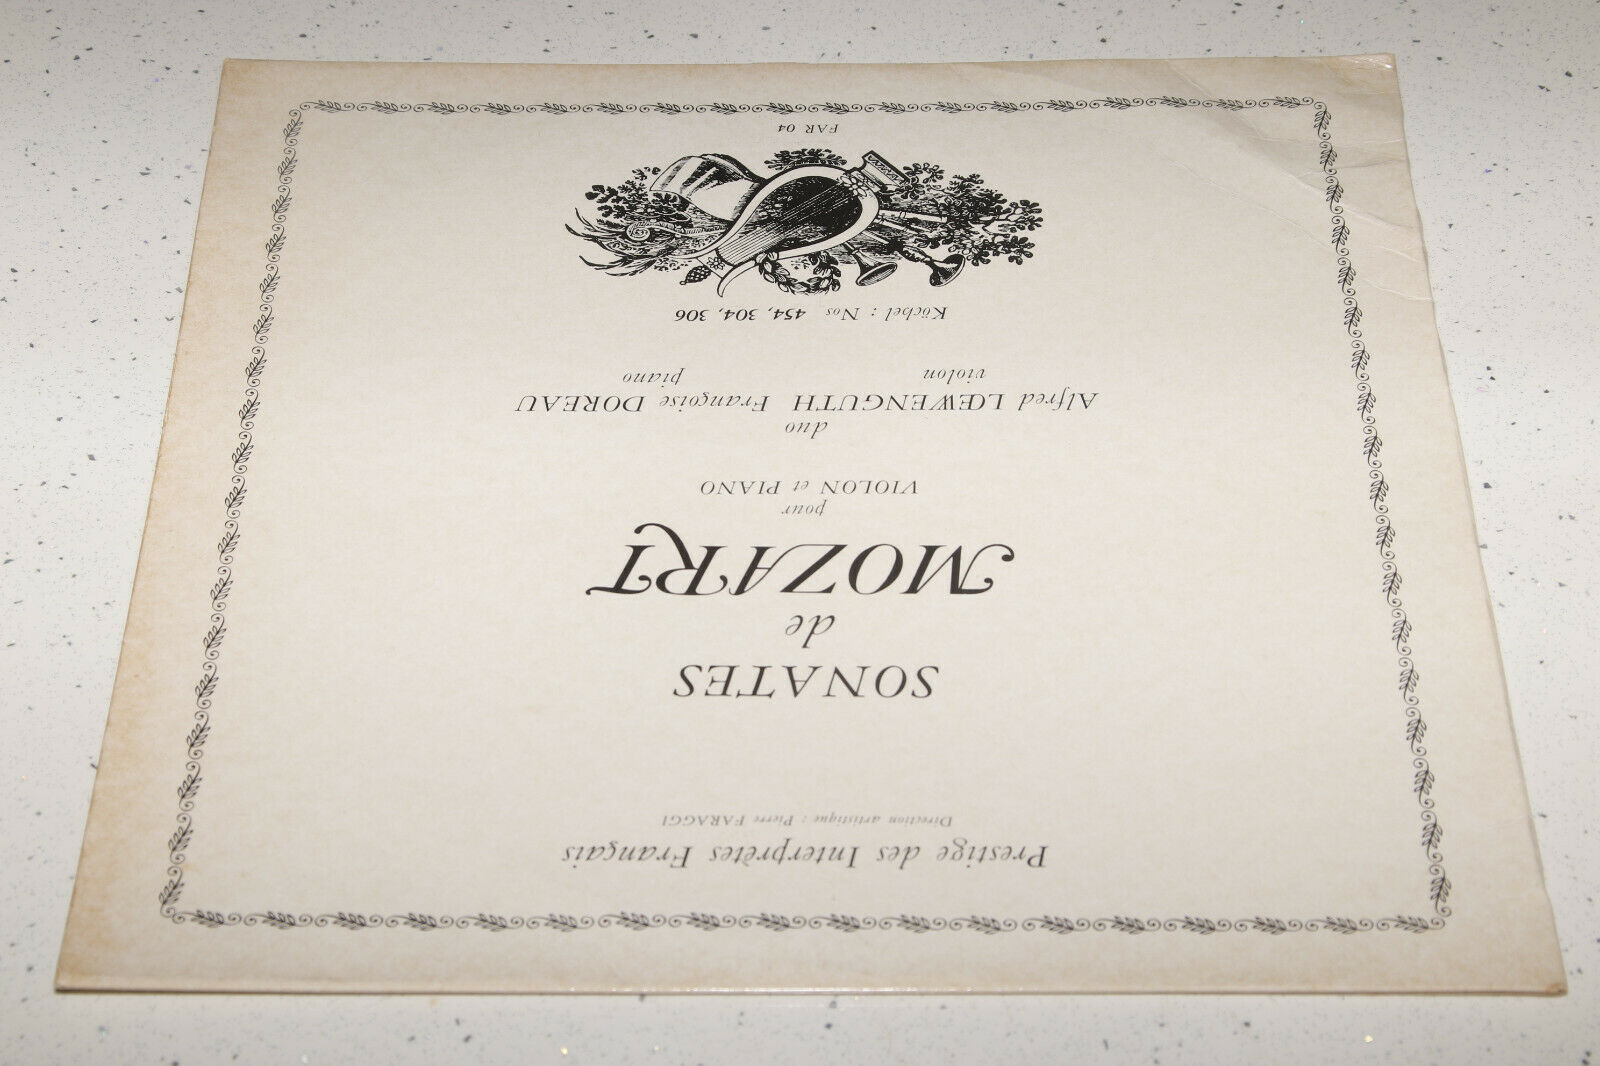 Prestige des Interprètes Français
Direction artistique : Pierre FARAGGI
SONATES
de
MOZART
pour
VIOLON et PIANO
duo
Alfred LŒWENGUTH Françoise DOREAU
violon piano
Köchel : Nos 454, 304, 306
FAR 04